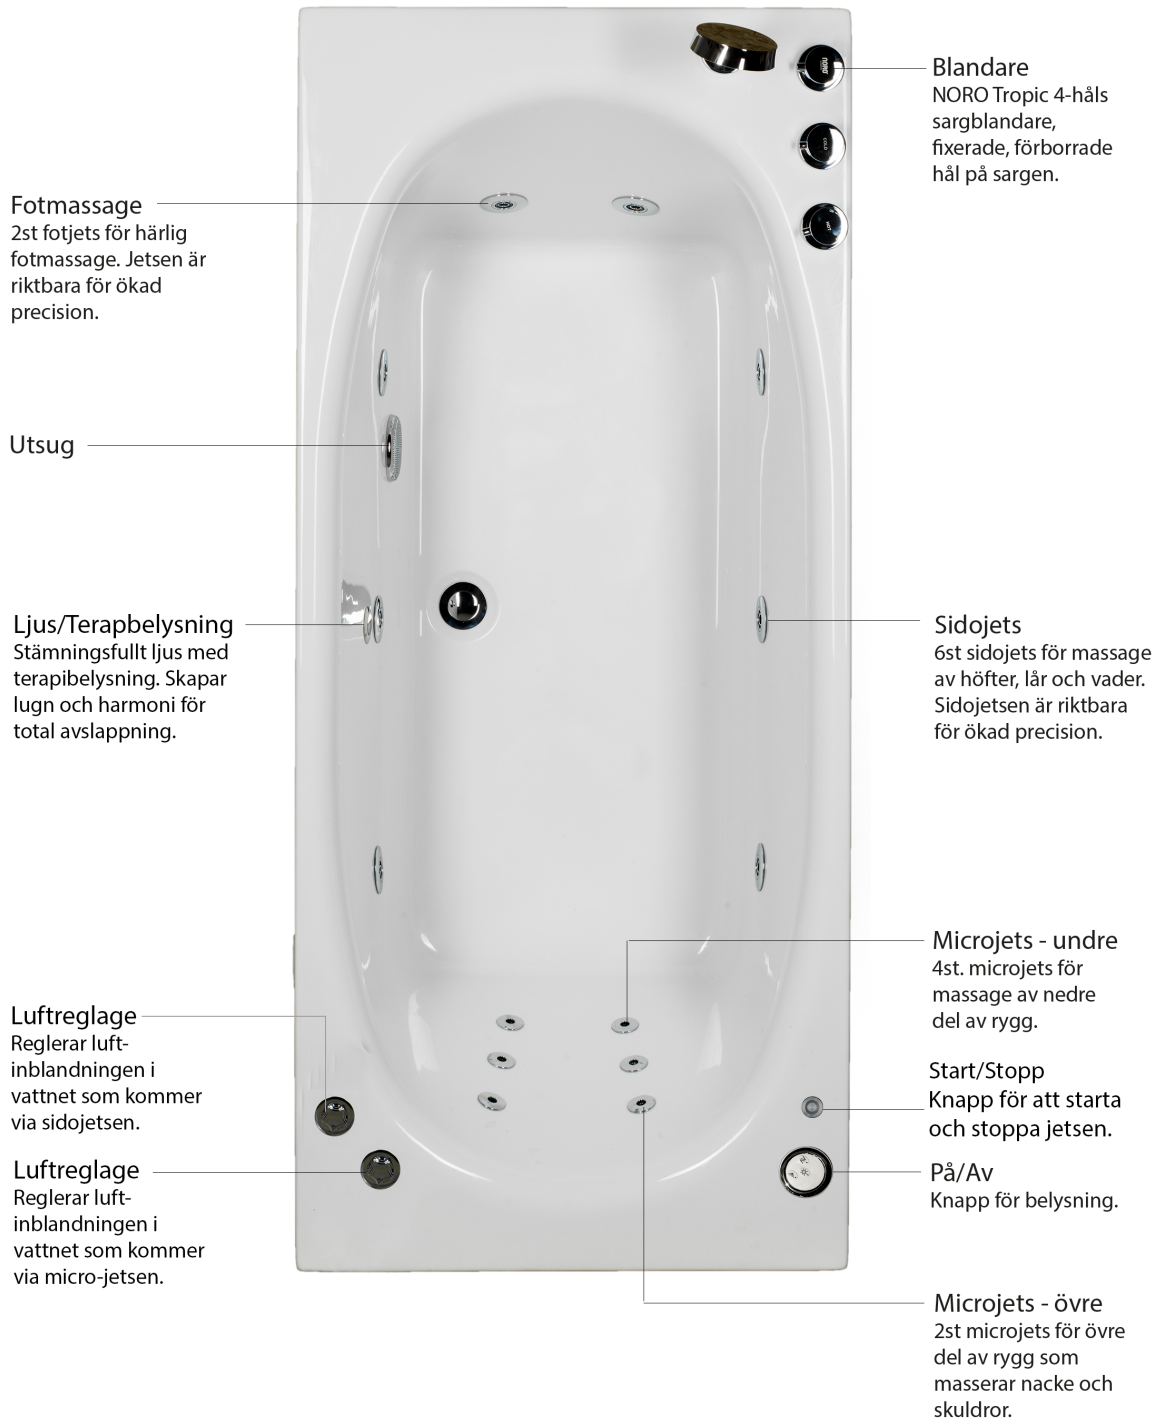 Blandare
NORO Tropic 4-håls
sargblandare,
fixerade, förborrade
hål på sargen.
NORO
COLD
HOT
Fotmassage
2st fotjets för härlig
fotmassage. Jetsen är
riktbara för ökad
precision.
Utsug
Ljus/Terapbelysning
Stämningsfullt ljus med
terapibelysning. Skapar
lugn och harmoni för
total avslappning.
Sidojets
6st sidojets för massage
av höfter, lår och vader.
Sidojetsen är riktbara
för ökad precision.
Microjets - undre
4st. microjets för
massage av nedre
del av rygg.
Luftreglage
Reglerar luft-
inblandningen i
vattnet som kommer
via sidojetsen.
Start/Stopp
Knapp för att starta
och stoppa jetsen.
Luftreglage
Reglerar luft-
inblandningen i
vattnet som kommer
via micro-jetsen.
På/Av
Knapp för belysning.
Microjets - övre
2st microjets för övre
del av rygg som
masserar nacke och
skuldror.